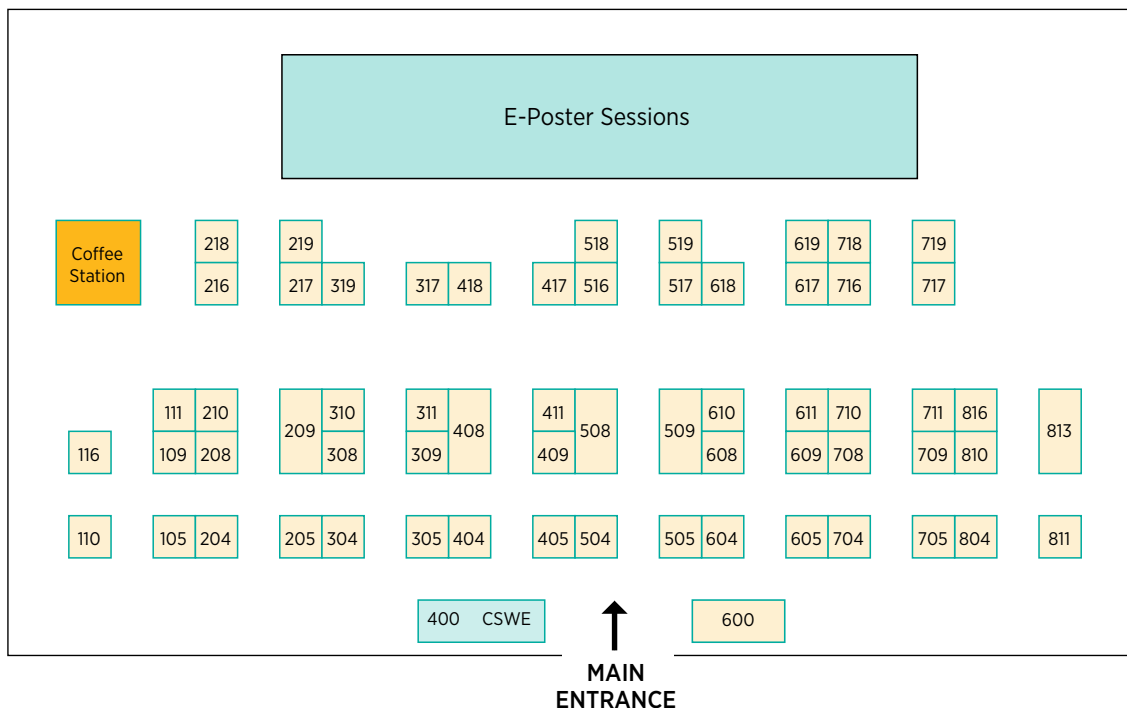 E-Poster Sessions
Coffee
Station
218 219 518 519 619 718 719
216 217 319 317 418 417 516 517 618 617 716 717
111 210 310 311 411 610 611 710 711 816
209 408 508 509 813
116 109 208 308 309 409 608 609 708 709 810
110 105 204 205 304 305 404 405 504 505 604 605 704 705 804 811
400 CSWE 600
MAIN
ENTRANCE